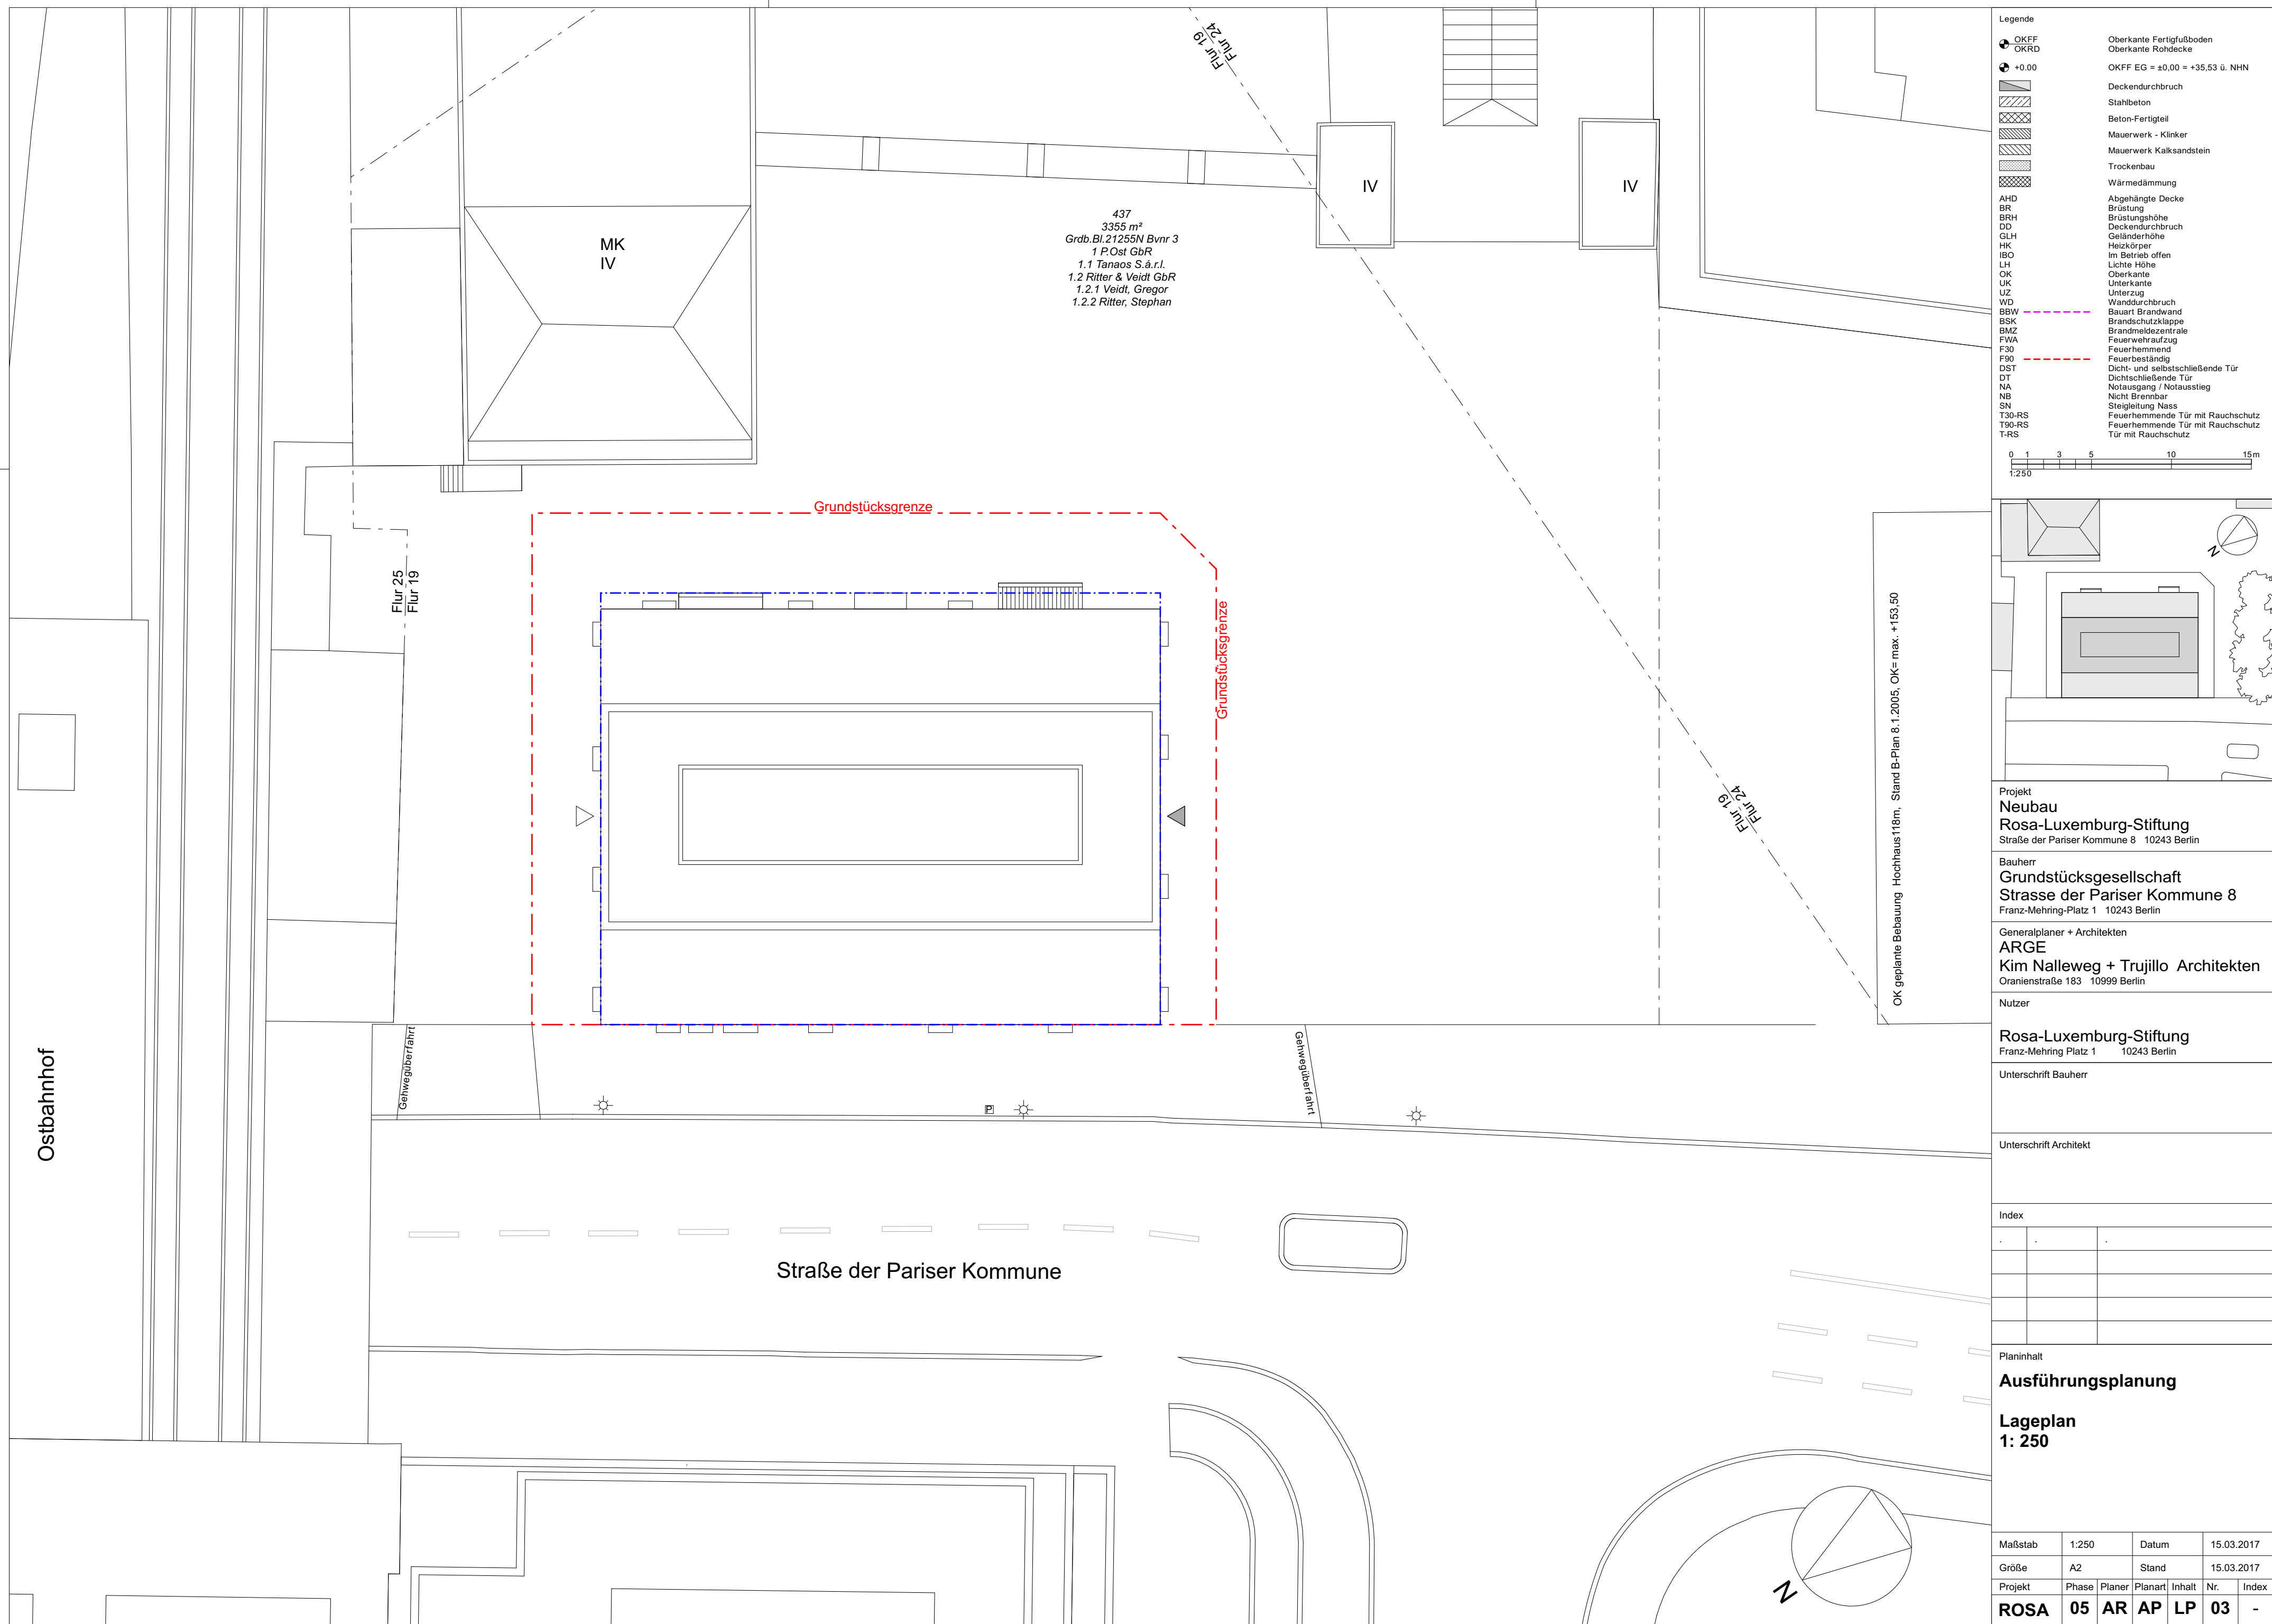 Flur 19
Flur 24
IV
IV
MK
IV
437
3355 m²
Grdb.Bl.21255N Bvnr 3
1 P.Ost GbR
1.1 Tanaos S.á.r.l.
1.2 Ritter & Veidt GbR
1.2.1 Veidt, Gregor
1.2.2 Ritter, Stephan
Grundstücksgrenze
Grundstücksgrenze
Flur 25
Flur 19
OK geplante Bebauung Hochhaus118m, Stand B-Plan 8.1.2005, OK= max. +153,50
Flur 19
Flur 24
Ostbahnhof
Gehwegüberfahrt
Gehwegüberfahrt
P
Straße der Pariser Kommune
N
Legende
OKFF Oberkante Fertigfußboden
OKRD Oberkante Rohdecke
+0.00 OKFF EG = ±0,00 = +35,53 ü. NHN
Deckendurchbruch
Stahlbeton
Beton-Fertigteil
Mauerwerk - Klinker
Mauerwerk Kalksandstein
Trockenbau
Wärmedämmung
AHD Abgehängte Decke
BR Brüstung
BRH Brüstungshöhe
DD Deckendurchbruch
GLH Geländerhöhe
HK Heizkörper
IBO Im Betrieb offen
LH Lichte Höhe
OK Oberkante
UK Unterkante
UZ Unterzug
WD Wanddurchbruch
BBW Bauart Brandwand
BSK Brandschutzklappe
BMZ Brandmeldezentrale
FWA Feuerwehraufzug
F30 Feuerhemmend
F90 Feuerbeständig
DST Dicht- und selbstschließende Tür
DT Dichtschließende Tür
NA Notausgang / Notausstieg
NB Nicht Brennbar
SN Steigleitung Nass
T30-RS Feuerhemmende Tür mit Rauchschutz
T90-RS Feuerhemmende Tür mit Rauchschutz
T-RS Tür mit Rauchschutz
0 1 3 5 10 15m
1:250
N
Projekt
Neubau
Rosa-Luxemburg-Stiftung
Straße der Pariser Kommune 8 10243 Berlin
Bauherr
Grundstücksgesellschaft
Strasse der Pariser Kommune 8
Franz-Mehring-Platz 1 10243 Berlin
Generalplaner + Architekten
ARGE
Kim Nalleweg + Trujillo Architekten
Oranienstraße 183 10999 Berlin
Nutzer
Rosa-Luxemburg-Stiftung
Franz-Mehring Platz 1 10243 Berlin
Unterschrift Bauherr
Unterschrift Architekt
Index
. . .
Planinhalt
Ausführungsplanung
Lageplan
1: 250
Maßstab 1:250 Datum 15.03.2017
Größe A2 Stand 15.03.2017
Projekt Phase Planer Planart Inhalt Nr. Index
ROSA 05 AR AP LP 03 -